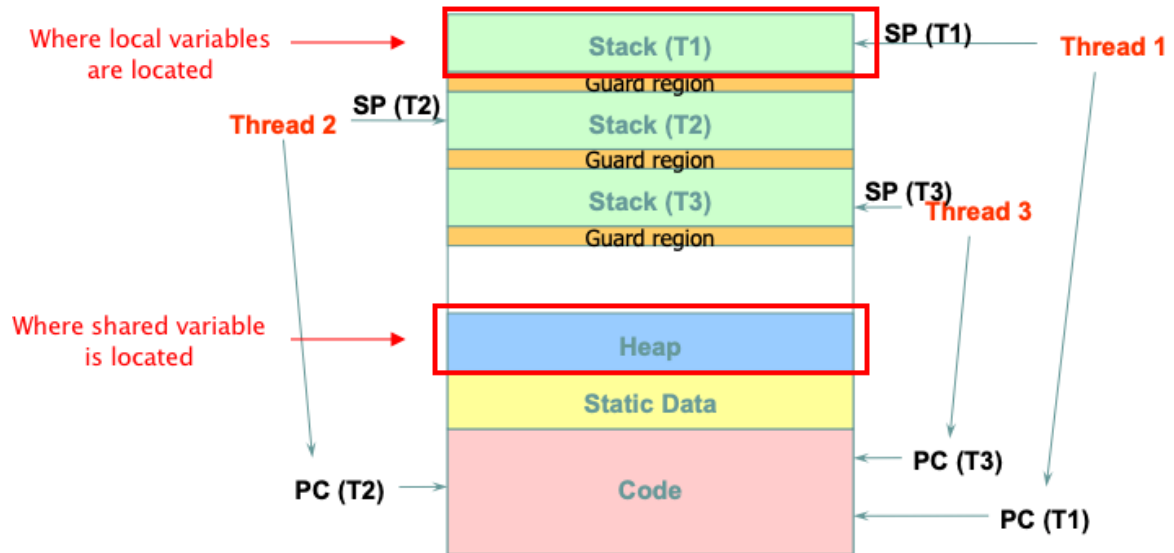 Where local variables
are located
Stack (T1)
SP (T1)
Thread 1
Guard region
SP (T2)
Thread 2
Stack (T2)
Guard region
Stack (T3)
SP (T3)
Thread 3
Guard region
Where shared variable
is located
Heap
Static Data
PC (T2)
Code
PC (T3)
PC (T1)